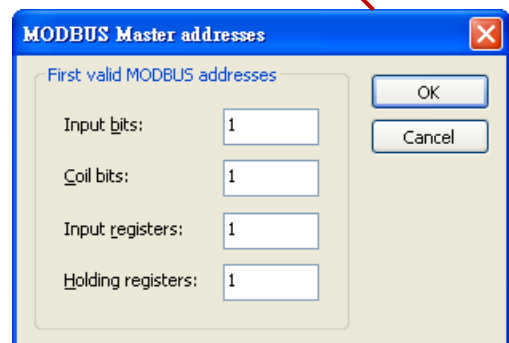 MODBUS Master addresses
First valid MODBUS addresses
OK
Input bits: 1
Cancel
Coil bits: 1
Input registers: 1
Holding registers: 1